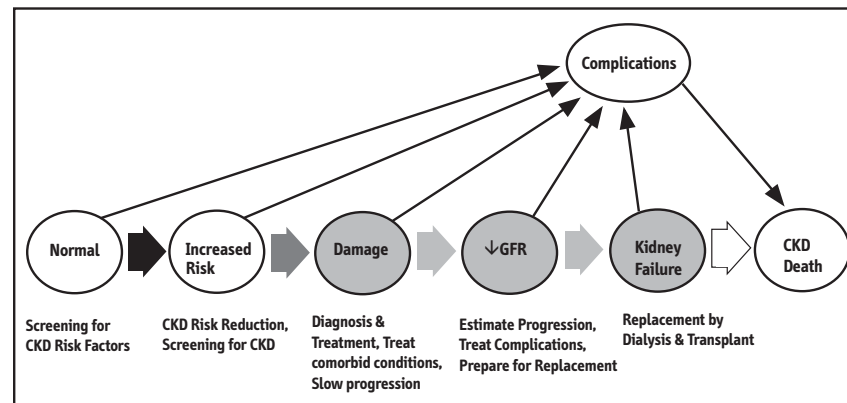 Complications
Normal
Increased
Risk
Damage
↓GFR
Kidney
Failure
CKD
Death
Screening for
CKD Risk Factors
CKD Risk Reduction,
Screening for CKD
Diagnosis &
Treatment, Treat
comorbid conditions,
Slow progression
Estimate Progression,
Treat Complications,
Prepare for Replacement
Replacement by
Dialysis & Transplant